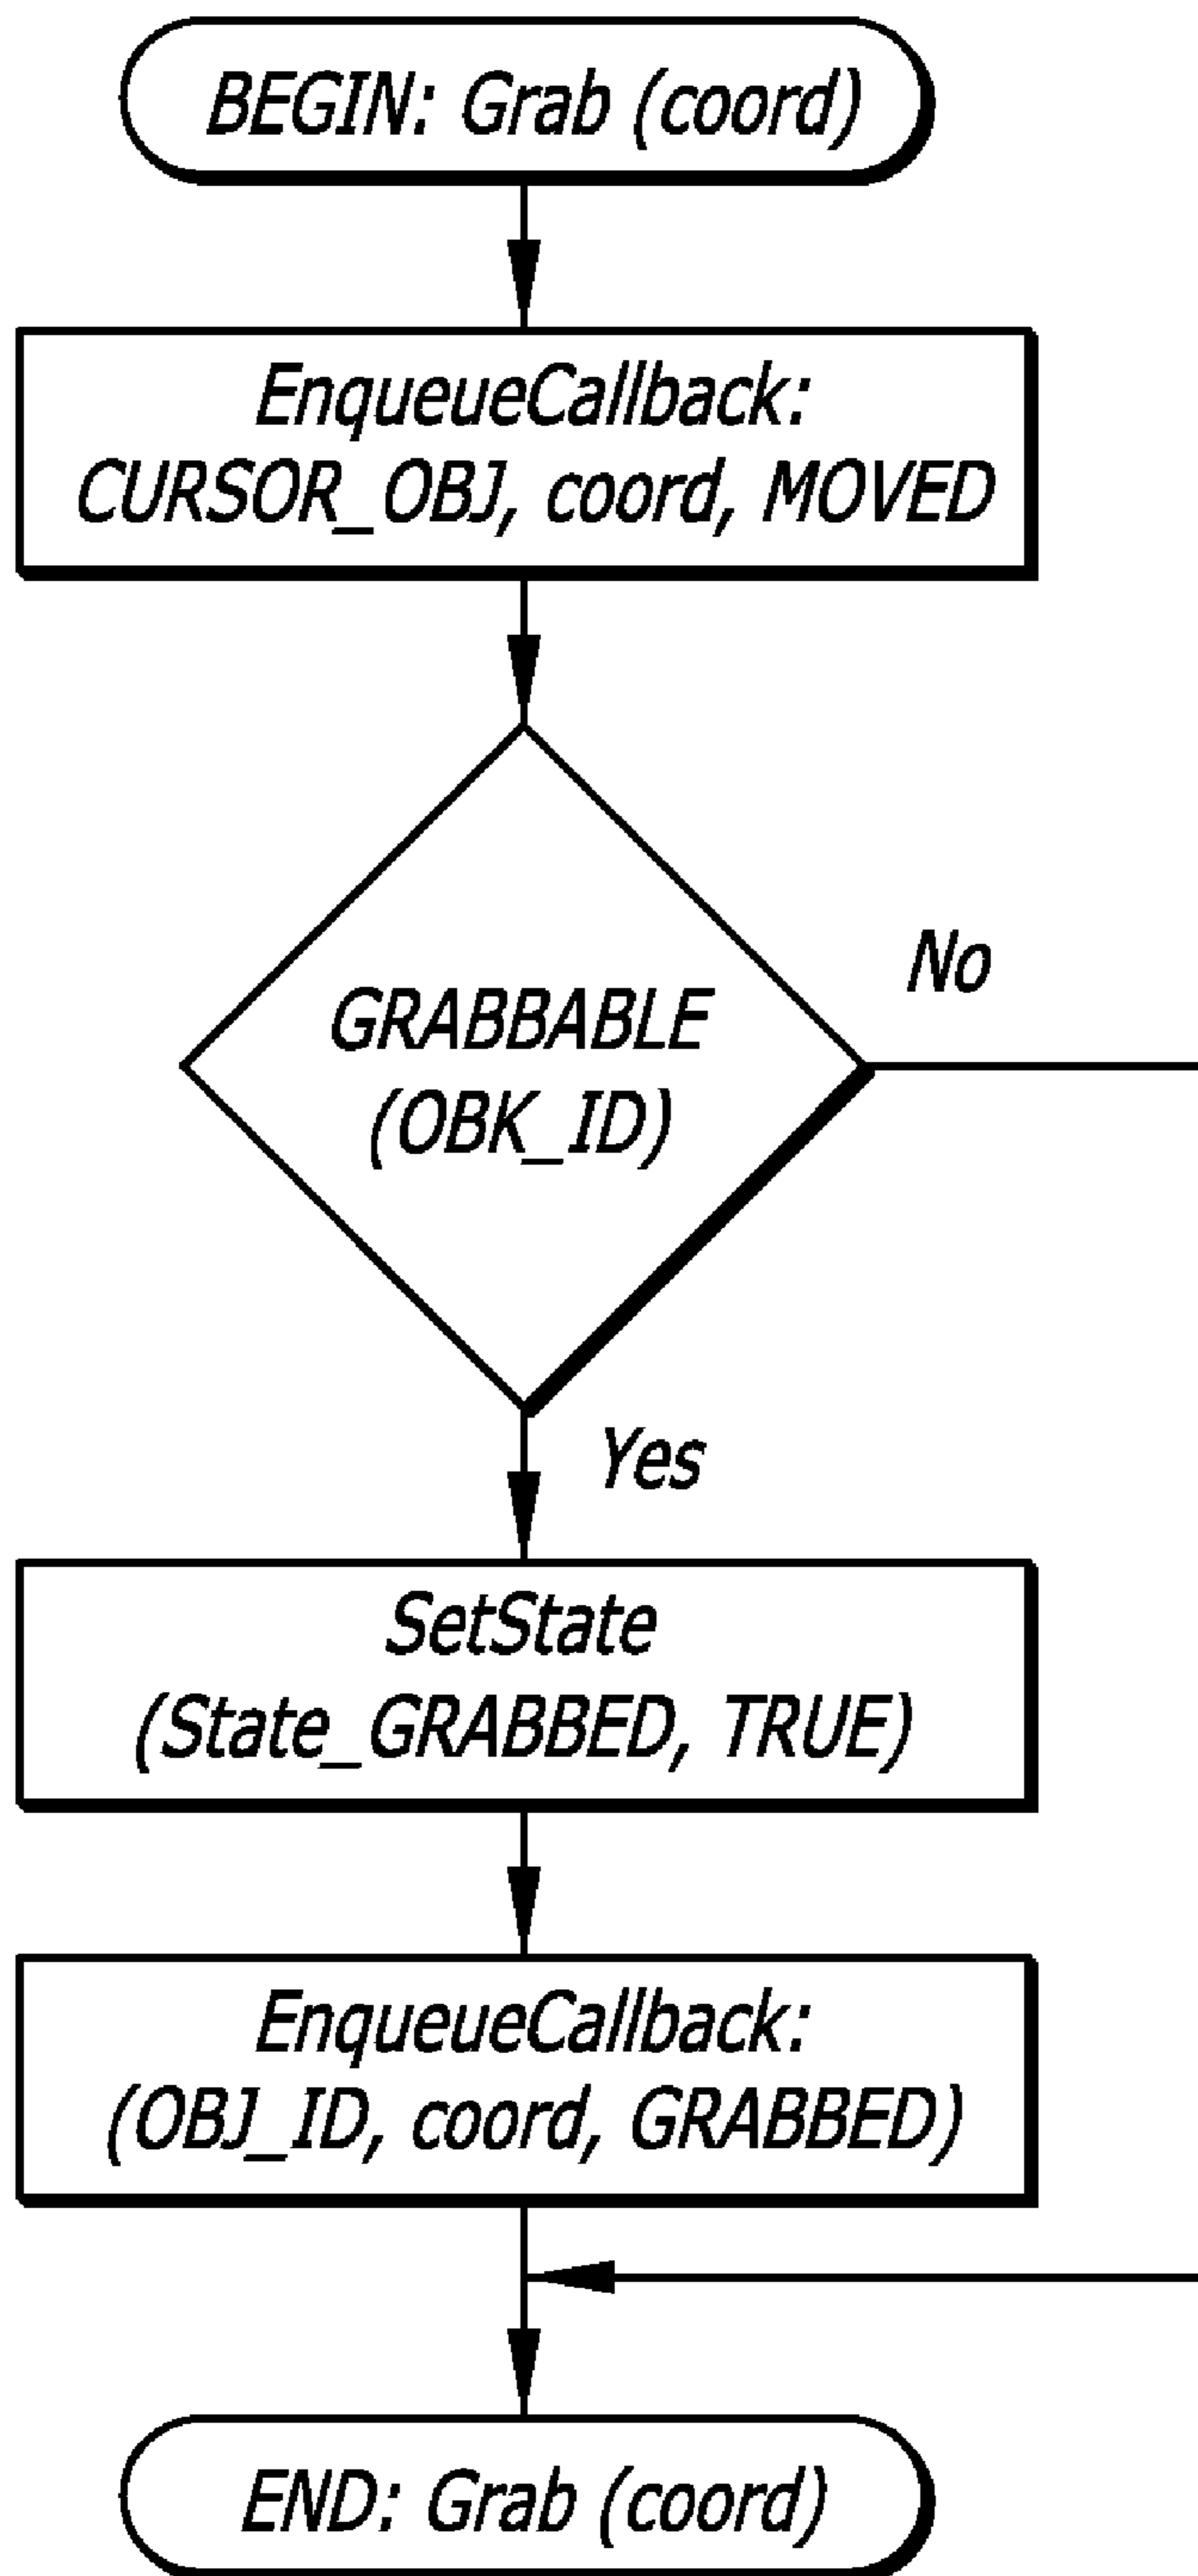 BEGIN: Grab (coord)
EnqueueCallback:
CURSOR_OBJ, coord, MOVED
GRABBABLE
(OBK_ID)
No
Yes
SetState
(State_GRABBED, TRUE)
EnqueueCallback:
(OBJ_ID, coord, GRABBED)
END: Grab (coord)